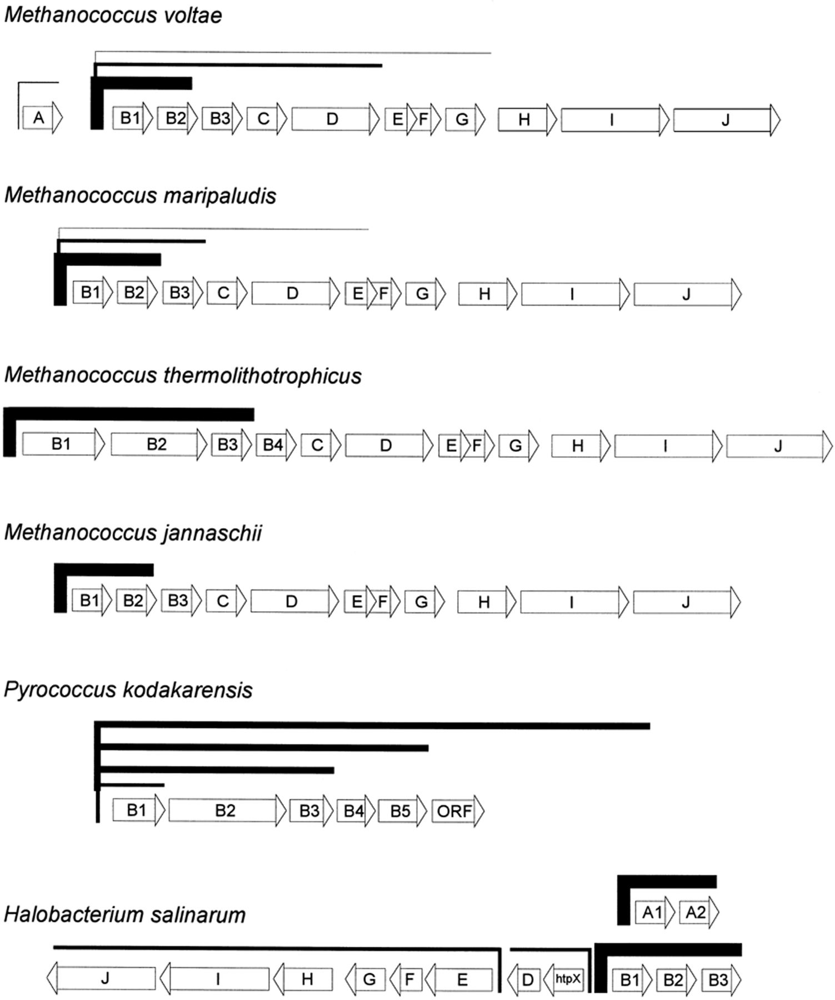 Methanococcus voltae
A B1 B2 B3 C D E F G H I J
Methanococcus maripaludis
B1 B2 B3 C D E F G H I J
Methanococcus thermolithotrophicus
B1 B2 B3 B4 C D E F G H I J
Methanococcus jannaschii
B1 B2 B3 C D E F G H I J
Pyrococcus kodakarensis
B1 B2 B3 B4 B5 ORF
Halobacterium salinarum
A1 A2
J I H G F E D htpX B1 B2 B3